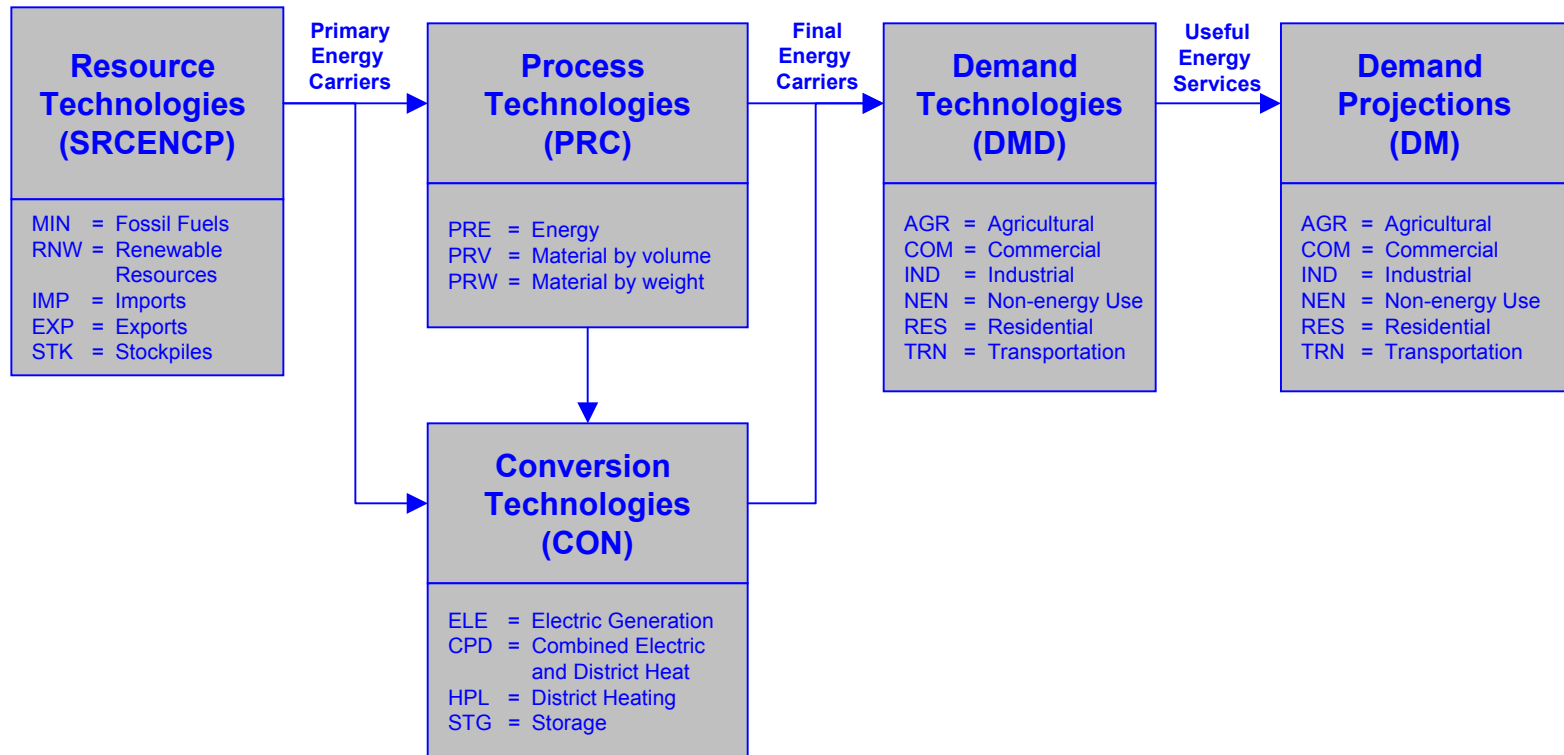 Resource
Technologies
(SRCENCP)
MIN = Fossil Fuels
RNW = Renewable
Resources
IMP = Imports
EXP = Exports
STK = Stockpiles
Primary
Energy
Carriers
Process
Technologies
(PRC)
PRE = Energy
PRV = Material by volume
PRW = Material by weight
Conversion
Technologies
(CON)
ELE = Electric Generation
CPD = Combined Electric
and District Heat
HPL = District Heating
STG = Storage
Final
Energy
Carriers
Demand
Technologies
(DMD)
AGR = Agricultural
COM = Commercial
IND = Industrial
NEN = Non-energy Use
RES = Residential
TRN = Transportation
Useful
Energy
Services
Demand
Projections
(DM)
AGR = Agricultural
COM = Commercial
IND = Industrial
NEN = Non-energy Use
RES = Residential
TRN = Transportation